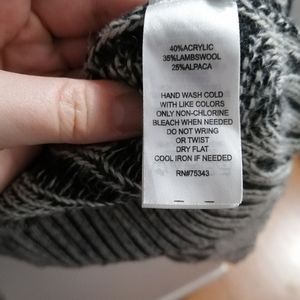 40%ACRYLIC
35%LAMBSWOOL
25%ALPACA
HAND WASH COLD
WITH LIKE COLORS
ONLY NON-CHLORINE
BLEACH WHEN NEEDED
DO NOT WRING
OR TWIST
DRY FLAT
COOL IRON IF NEEDED
RN#75343